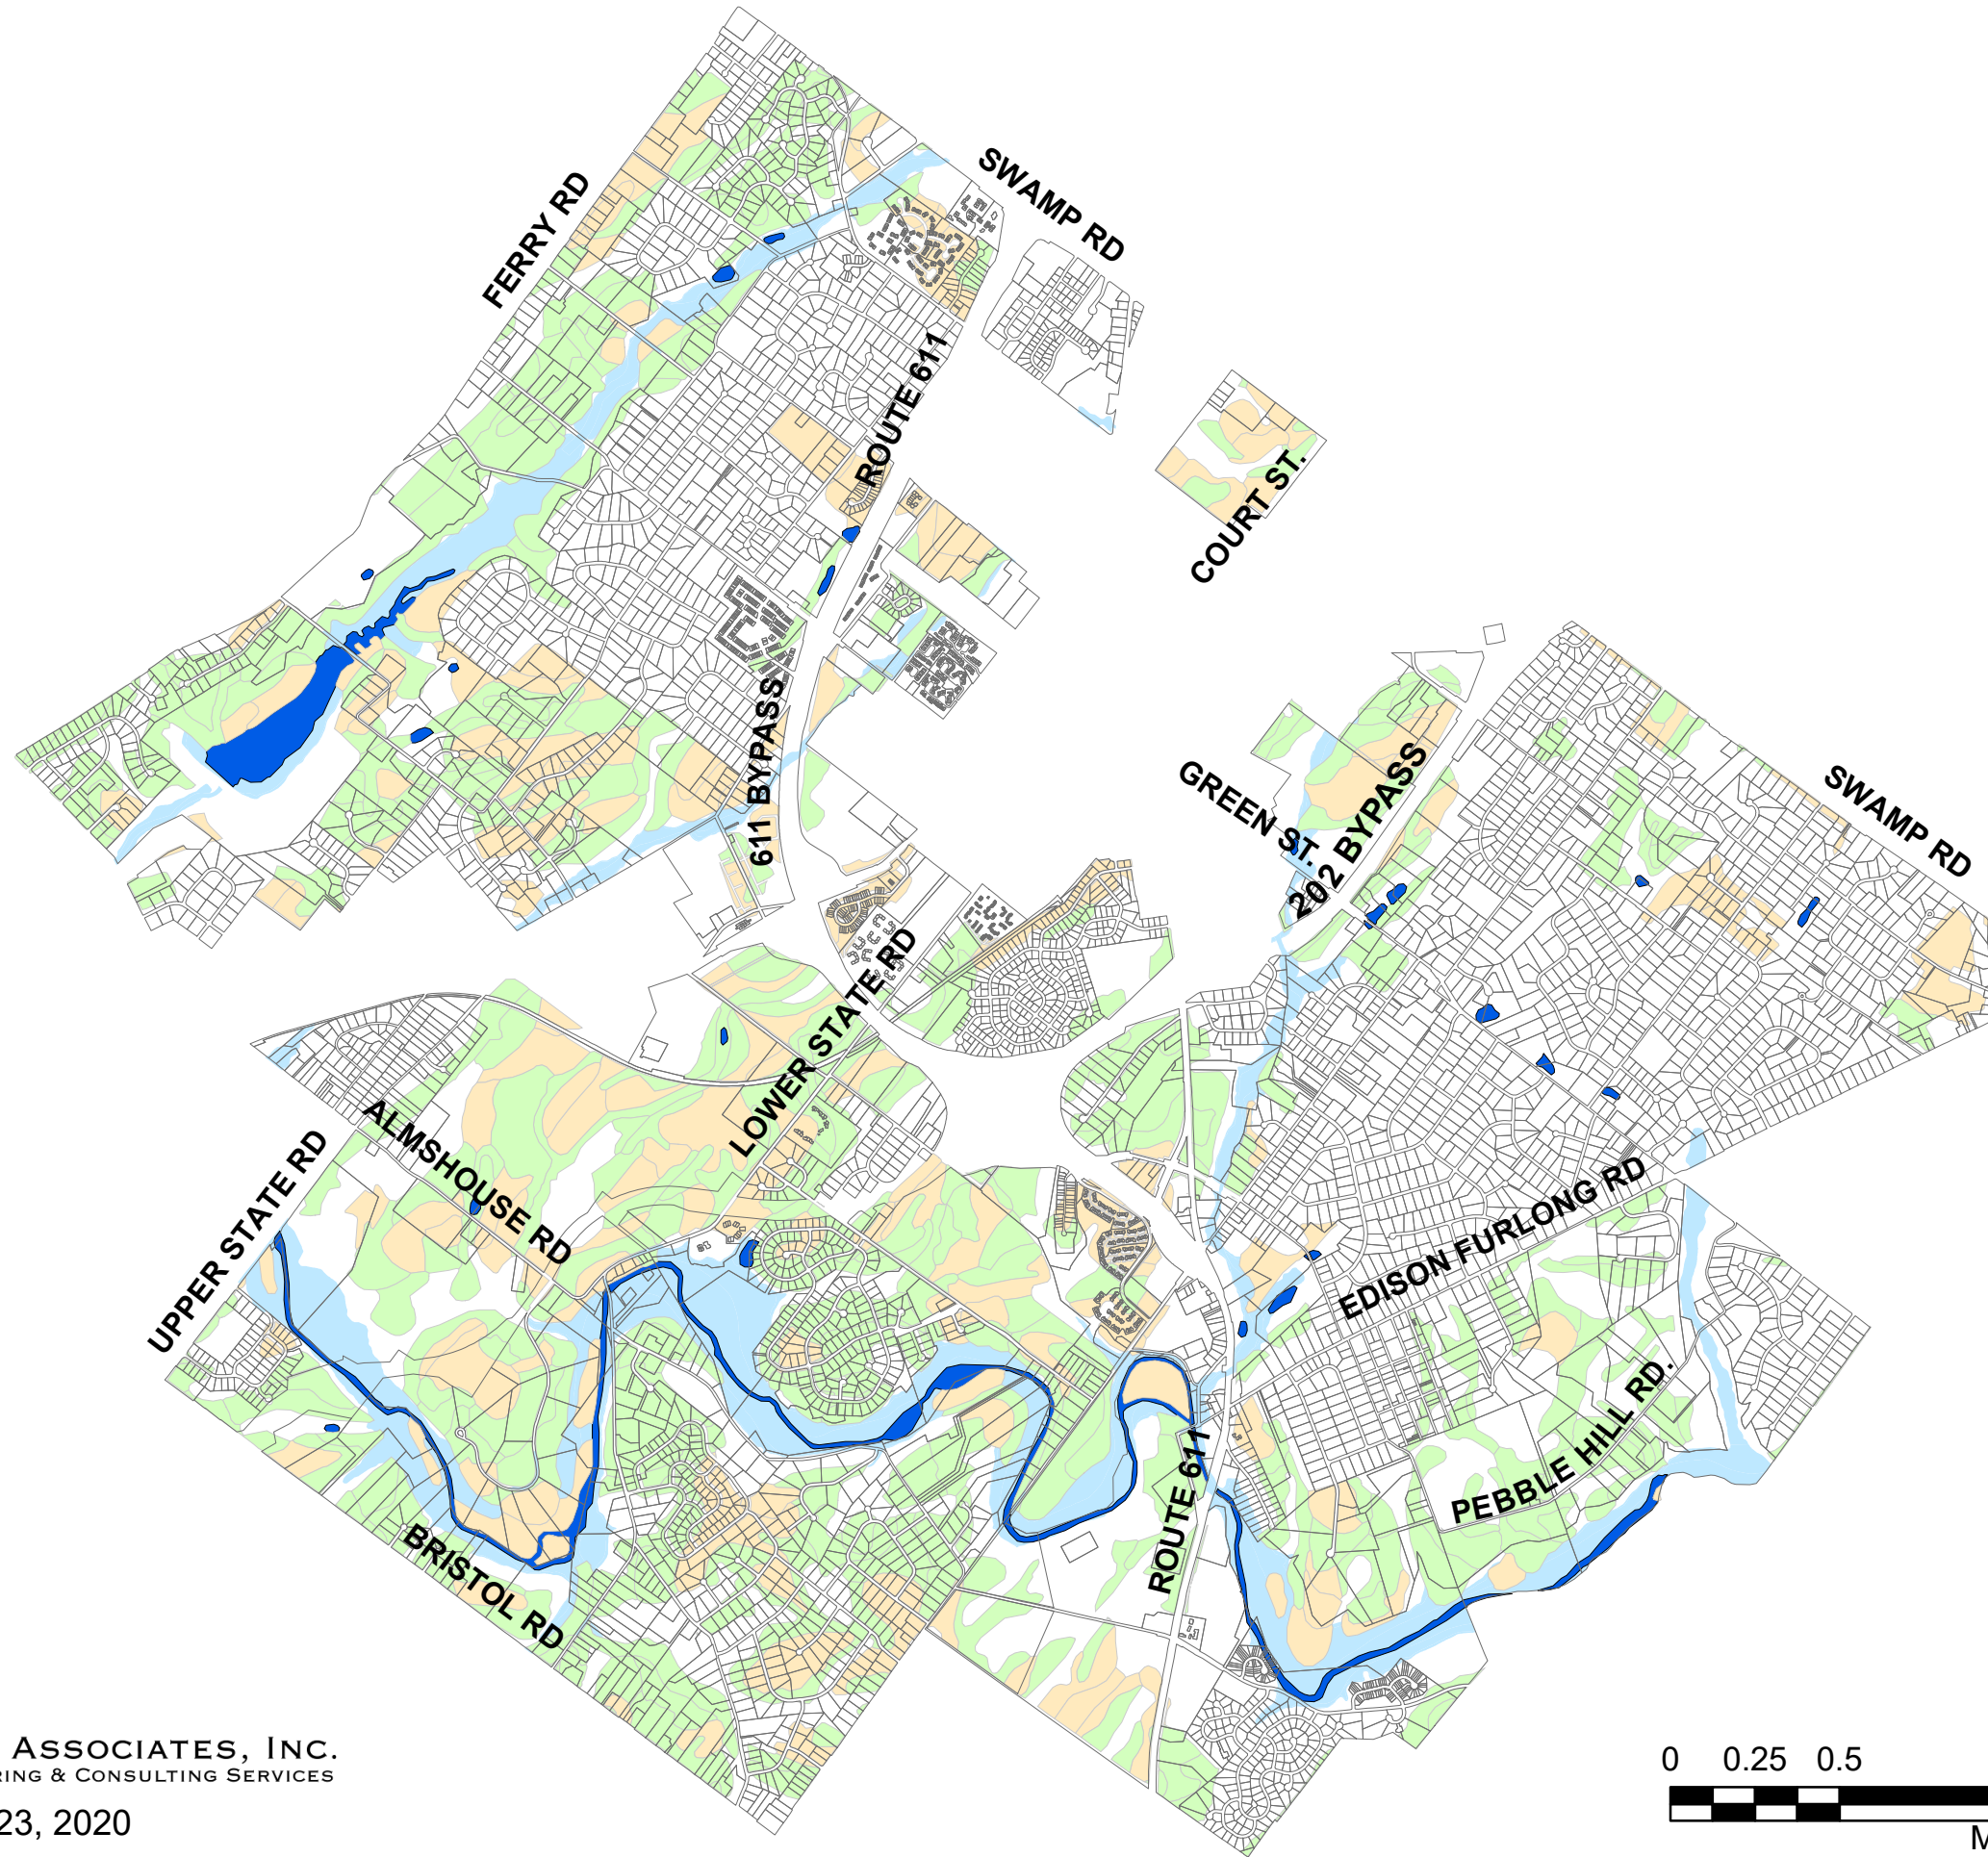 SWAMP RD
FERRY RD
ROUTE 611
COURT ST.
611 BYPASS
GREEN ST.
202 BYPASS
SWAMP RD
LOWER STATE RD
ALMSHOUSE RD
UPPER STATE RD
EDISON FURLONG RD
PEBBLE HILL RD.
ROUTE 611
BRISTOL RD
ASSOCIATES, INC.
RING & CONSULTING SERVICES
23, 2020
0 0.25 0.5
M